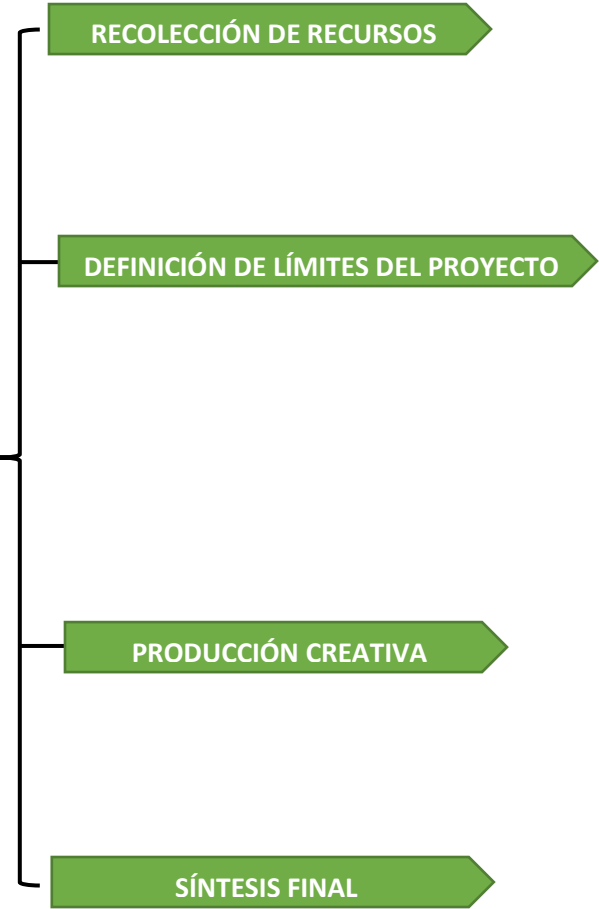 RECOLECCIÓN DE RECURSOS
DEFINICIÓN DE LÍMITES DEL PROYECTO
PRODUCCIÓN CREATIVA
SÍNTESIS FINAL